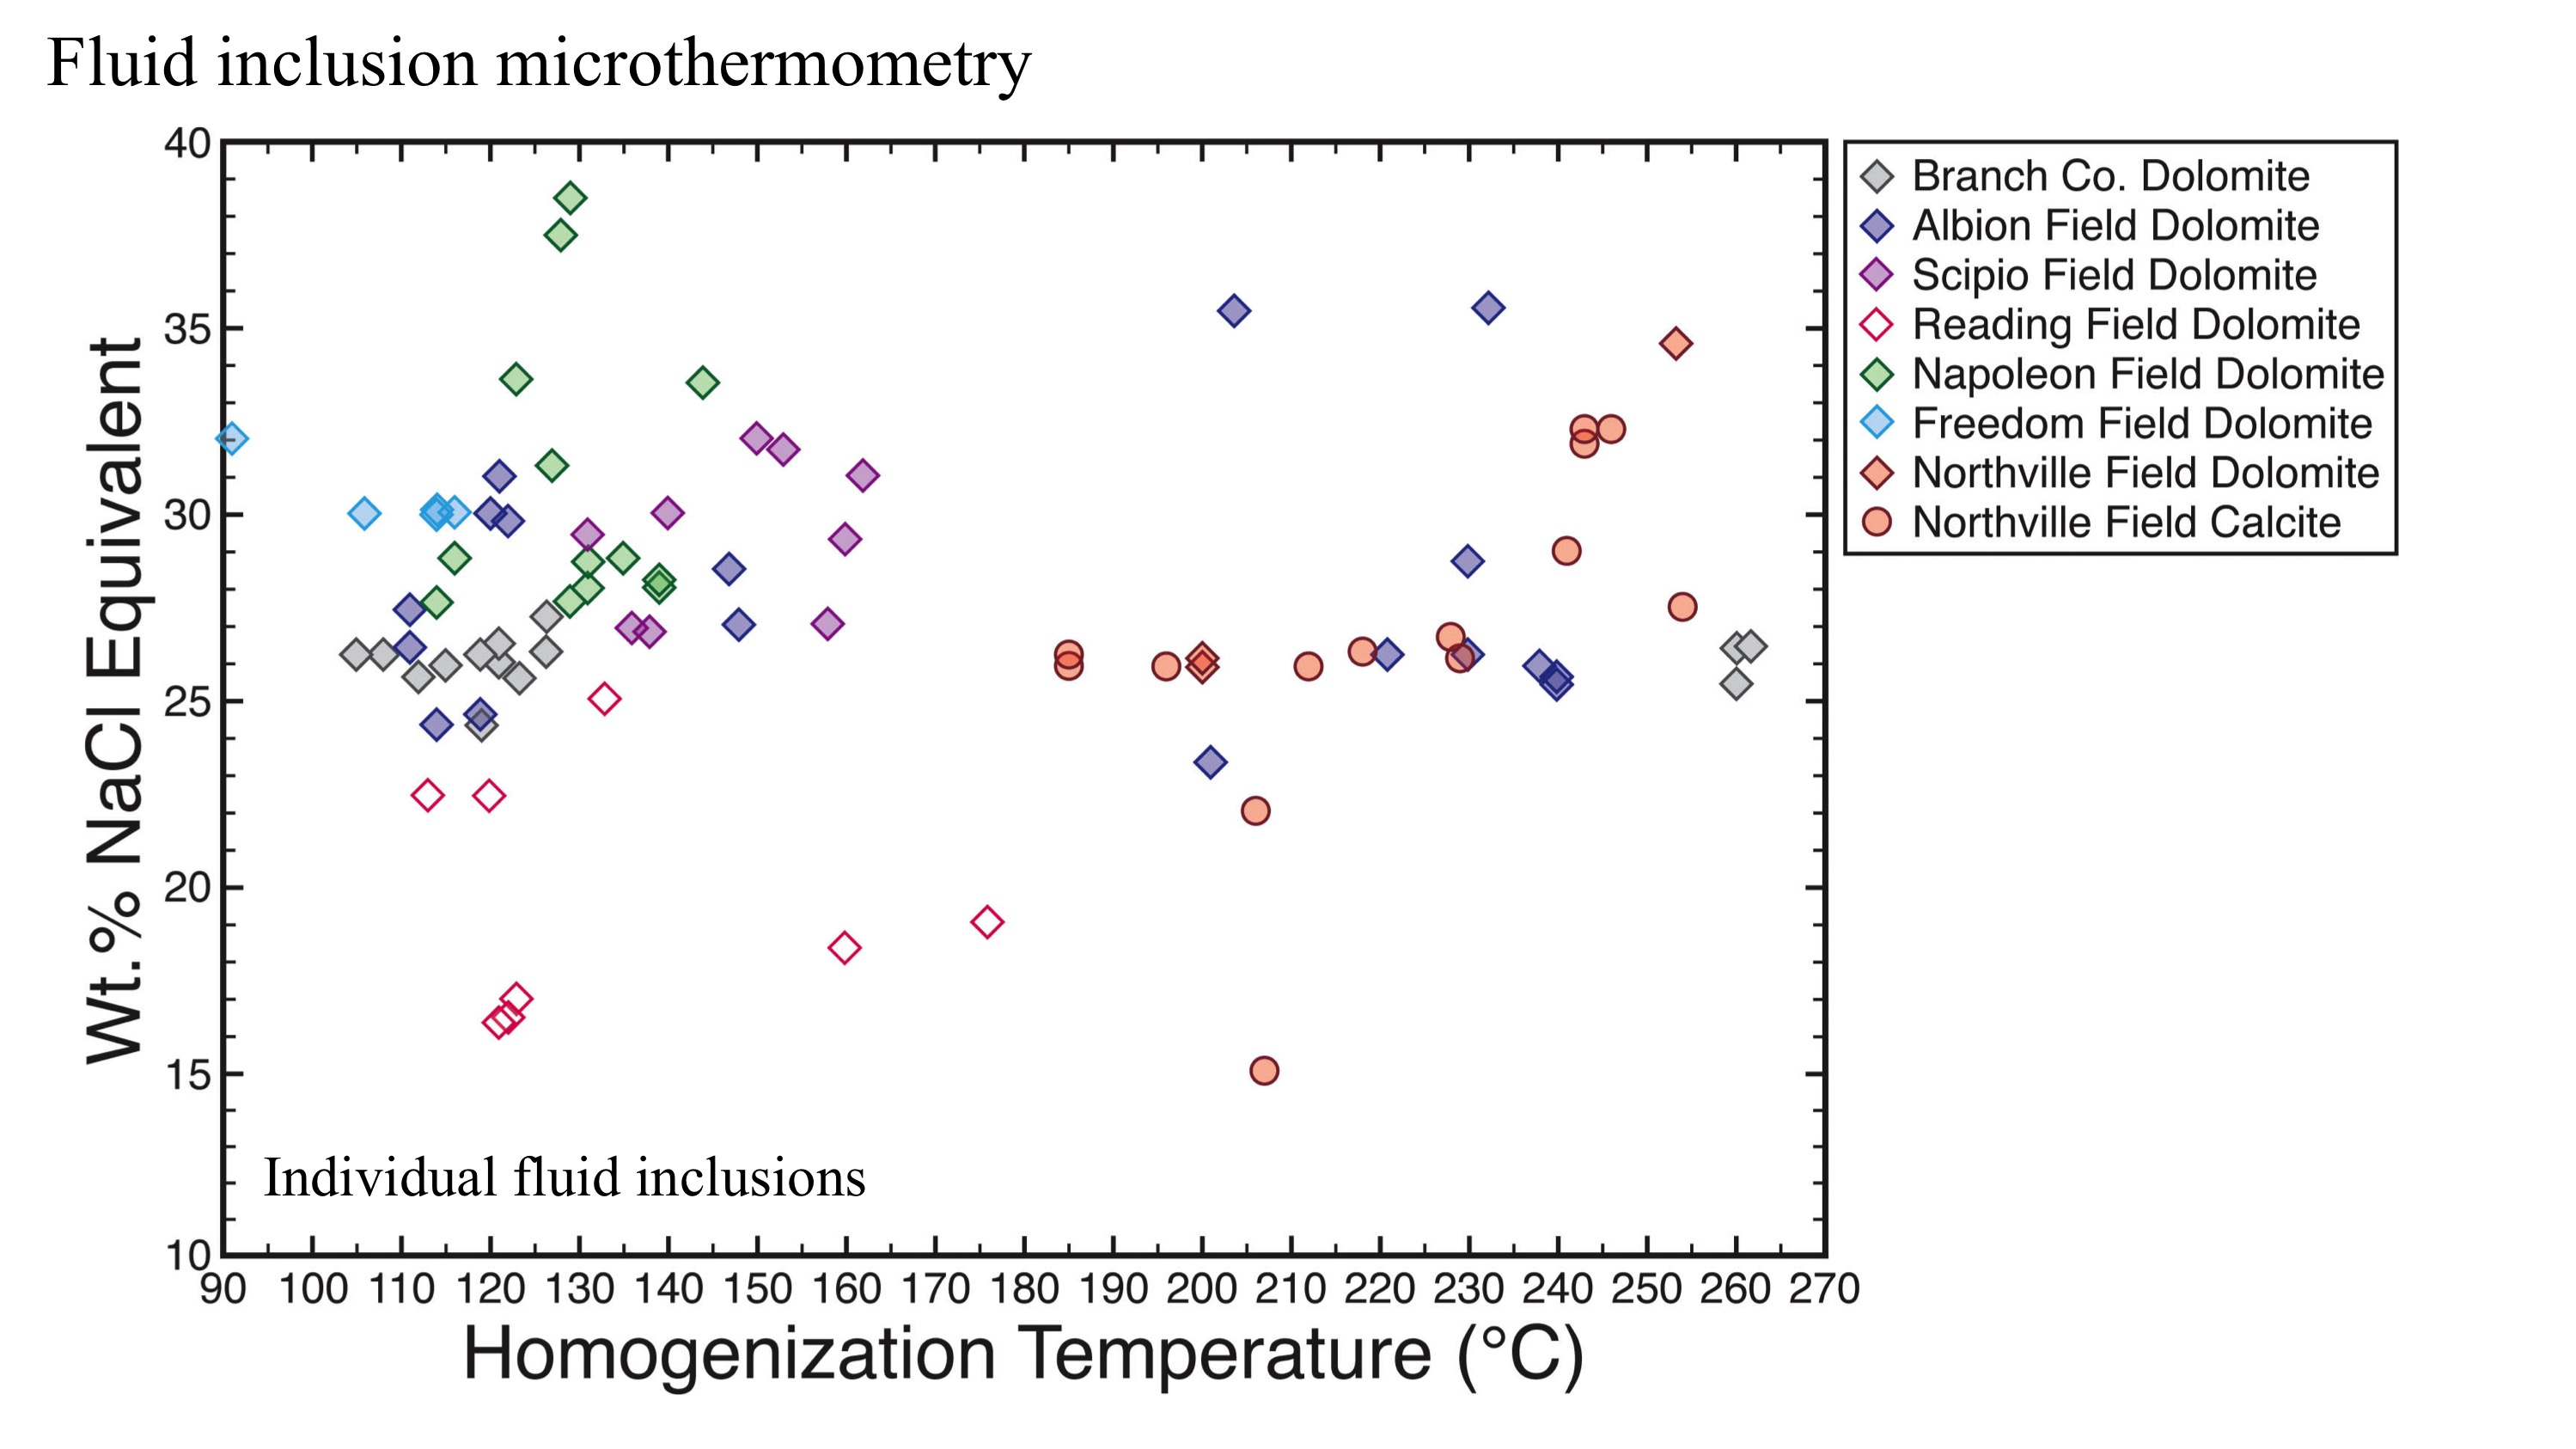 Fluid inclusion microthermometry
40
35
30
25
20
15
10
Wt.% NaCl Equivalent
Branch Co. Dolomite
Albion Field Dolomite
Scipio Field Dolomite
Reading Field Dolomite
Napoleon Field Dolomite
Freedom Field Dolomite
Northville Field Dolomite
Northville Field Calcite
Individual fluid inclusions
90 100 110 120 130 140 150 160 170 180 190 200 210 220 230 240 250 260 270
Homogenization Temperature (°C)